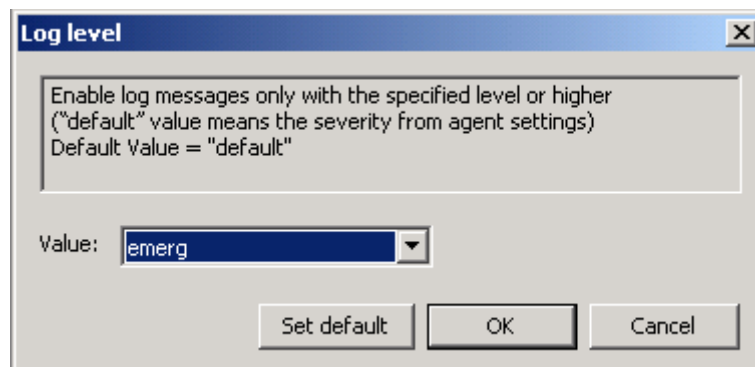 Log level
Enable log messages only with the specified level or higher
("default" value means the severity from agent settings)
Default Value = "default"
Value: emerg
Set default OK Cancel